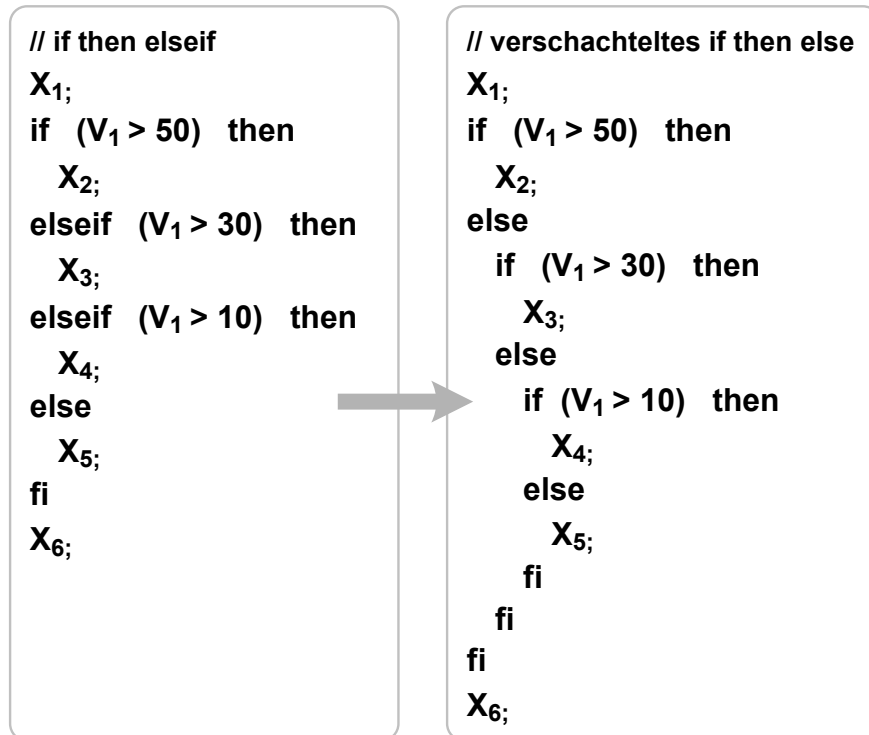 // if then elseif
X₁;
if (V₁ > 50) then
X₂;
elseif (V₁ > 30) then
X₃;
elseif (V₁ > 10) then
X₄;
else
X₅;
fi
X₆;
// verschachteltes if then else
X₁;
if (V₁ > 50) then
X₂;
else
if (V₁ > 30) then
X₃;
else
if (V₁ > 10) then
X₄;
else
X₅;
fi
fi
fi
X₆;